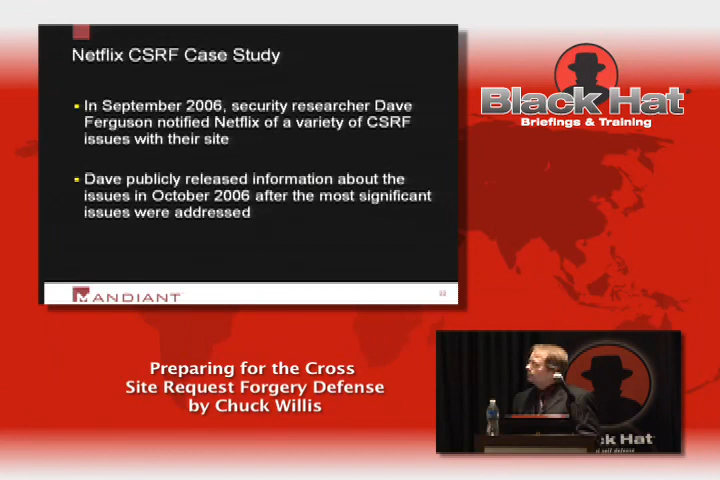 Netflix CSRF Case Study
In September 2006, security researcher Dave
Ferguson notified Netflix of a variety of CSRF
issues with their site
Dave publicly released information about the
issues in October 2006 after the most significant
issues were addressed
MANDIANT
Black Hat
Briefings & Training
Preparing for the Cross
Site Request Forgery Defense
by Chuck Willis
ck Hat